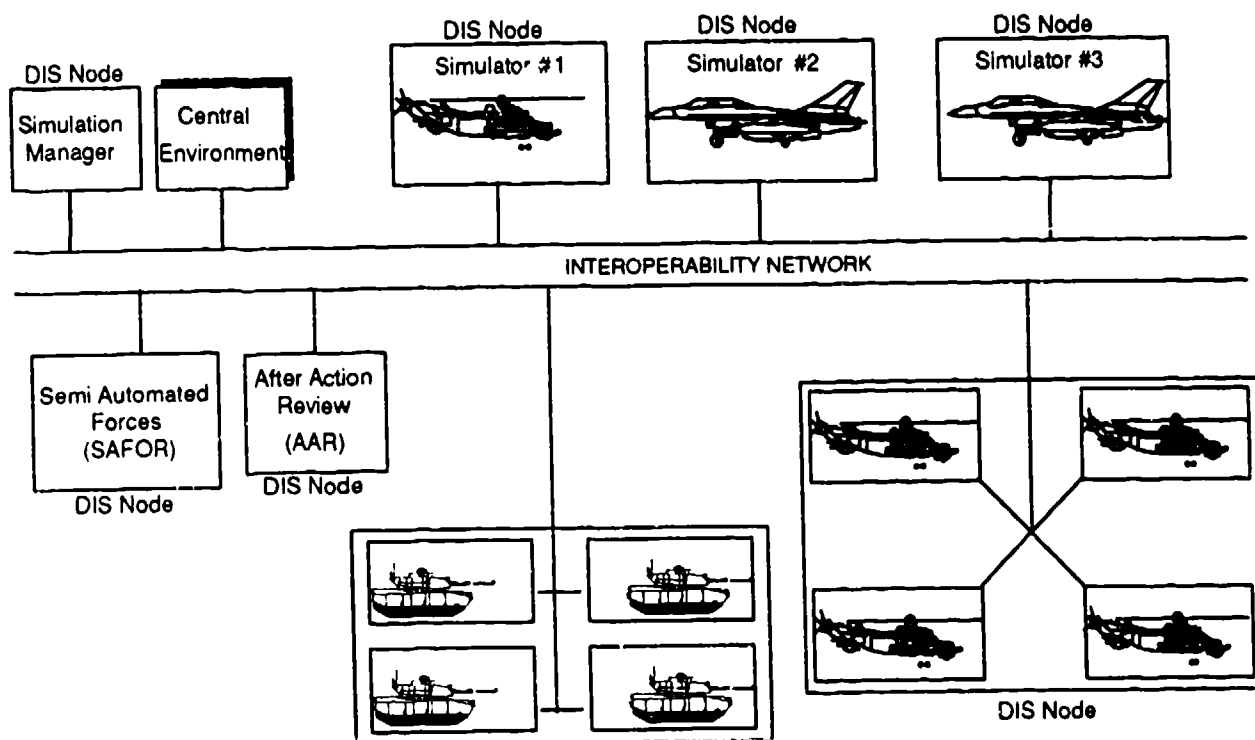 DIS Node
Simulation
Manager
Central
Environment
DIS Node
Simulator #1
DIS Node
Simulator #2
DIS Node
Simulator #3
INTEROPERABILITY NETWORK
Semi Automated
Forces
(SAFOR)
DIS Node
After Action
Review
(AAR)
DIS Node
DIS Node